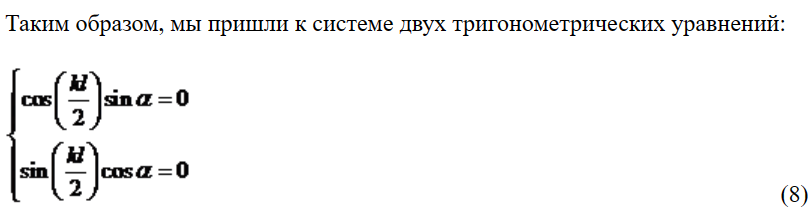 Таким образом, мы пришли к системе двух тригонометрических уравнений:
cos(kl/2)sin α = 0
sin(kl/2)cos α = 0
(8)